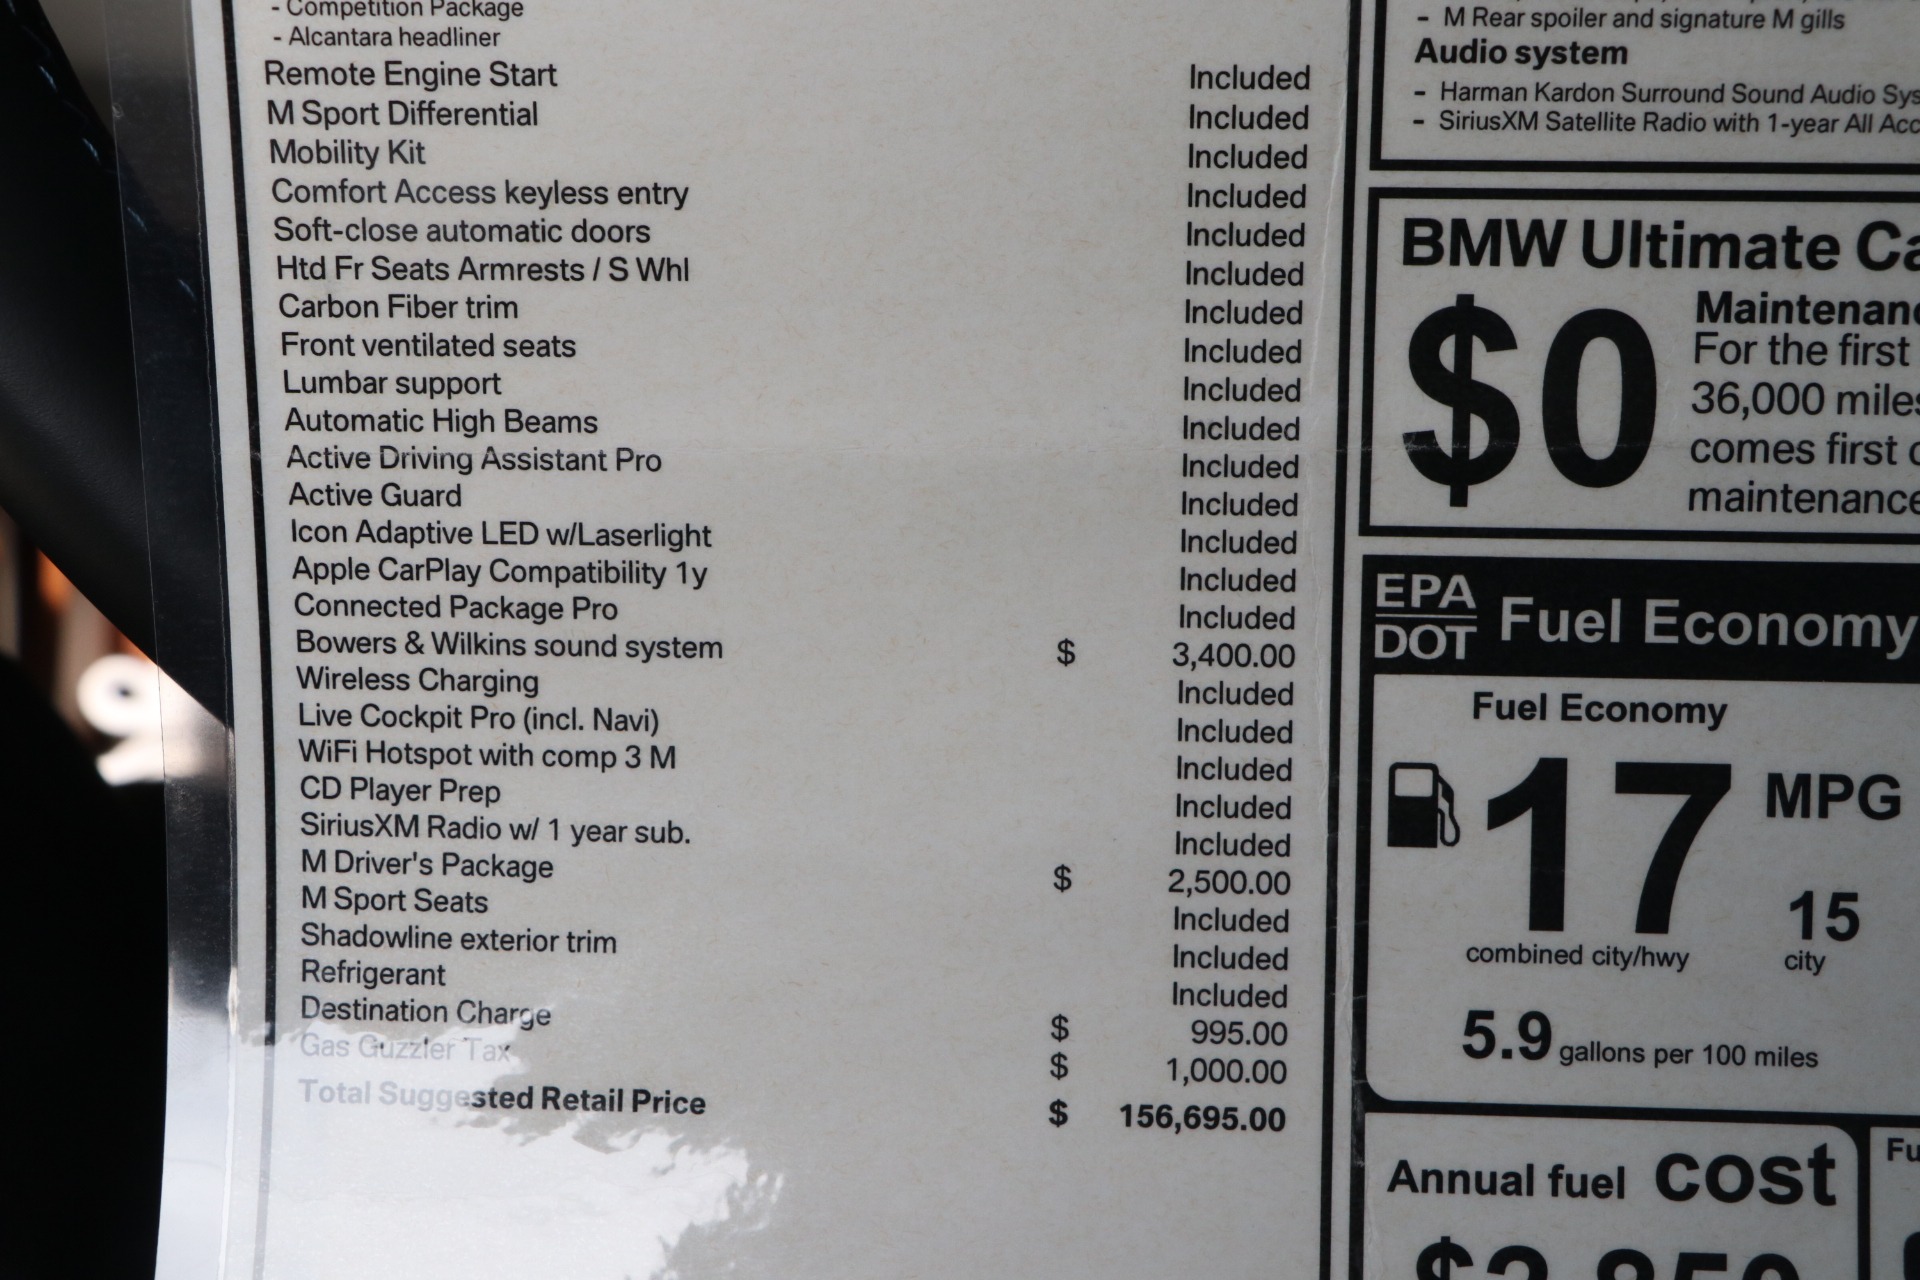 - Competition Package
- Alcantara headliner
Remote Engine Start Included
M Sport Differential Included
Mobility Kit Included
Comfort Access keyless entry Included
Soft-close automatic doors Included
Htd Fr Seats Armrests / S Whl Included
Carbon Fiber trim Included
Front ventilated seats Included
Lumbar support Included
Automatic High Beams Included
Active Driving Assistant Pro Included
Active Guard Included
Icon Adaptive LED w/Laserlight Included
Apple CarPlay Compatibility 1y Included
Connected Package Pro Included
Bowers & Wilkins sound system $ 3,400.00
Wireless Charging Included
Live Cockpit Pro (incl. Navi) Included
WiFi Hotspot with comp 3 M Included
CD Player Prep Included
SiriusXM Radio w/ 1 year sub. Included
M Driver's Package $ 2,500.00
M Sport Seats Included
Shadowline exterior trim Included
Refrigerant Included
Destination Charge $ 995.00
Gas Guzzler Tax $ 1,000.00
Total Suggested Retail Price $ 156,695.00
- M Rear spoiler and signature M gills
Audio system
- Harman Kardon Surround Sound Audio Sys
- SiriusXM Satellite Radio with 1-year All Acc
BMW Ultimate Ca
$0
Maintenanc
For the first
36,000 miles
comes first
maintenance
EPA
DOT
Fuel Economy
Fuel Economy
17 MPG
combined city/hwy
15
city
5.9 gallons per 100 miles
Annual fuel cost
$2,850
Fu